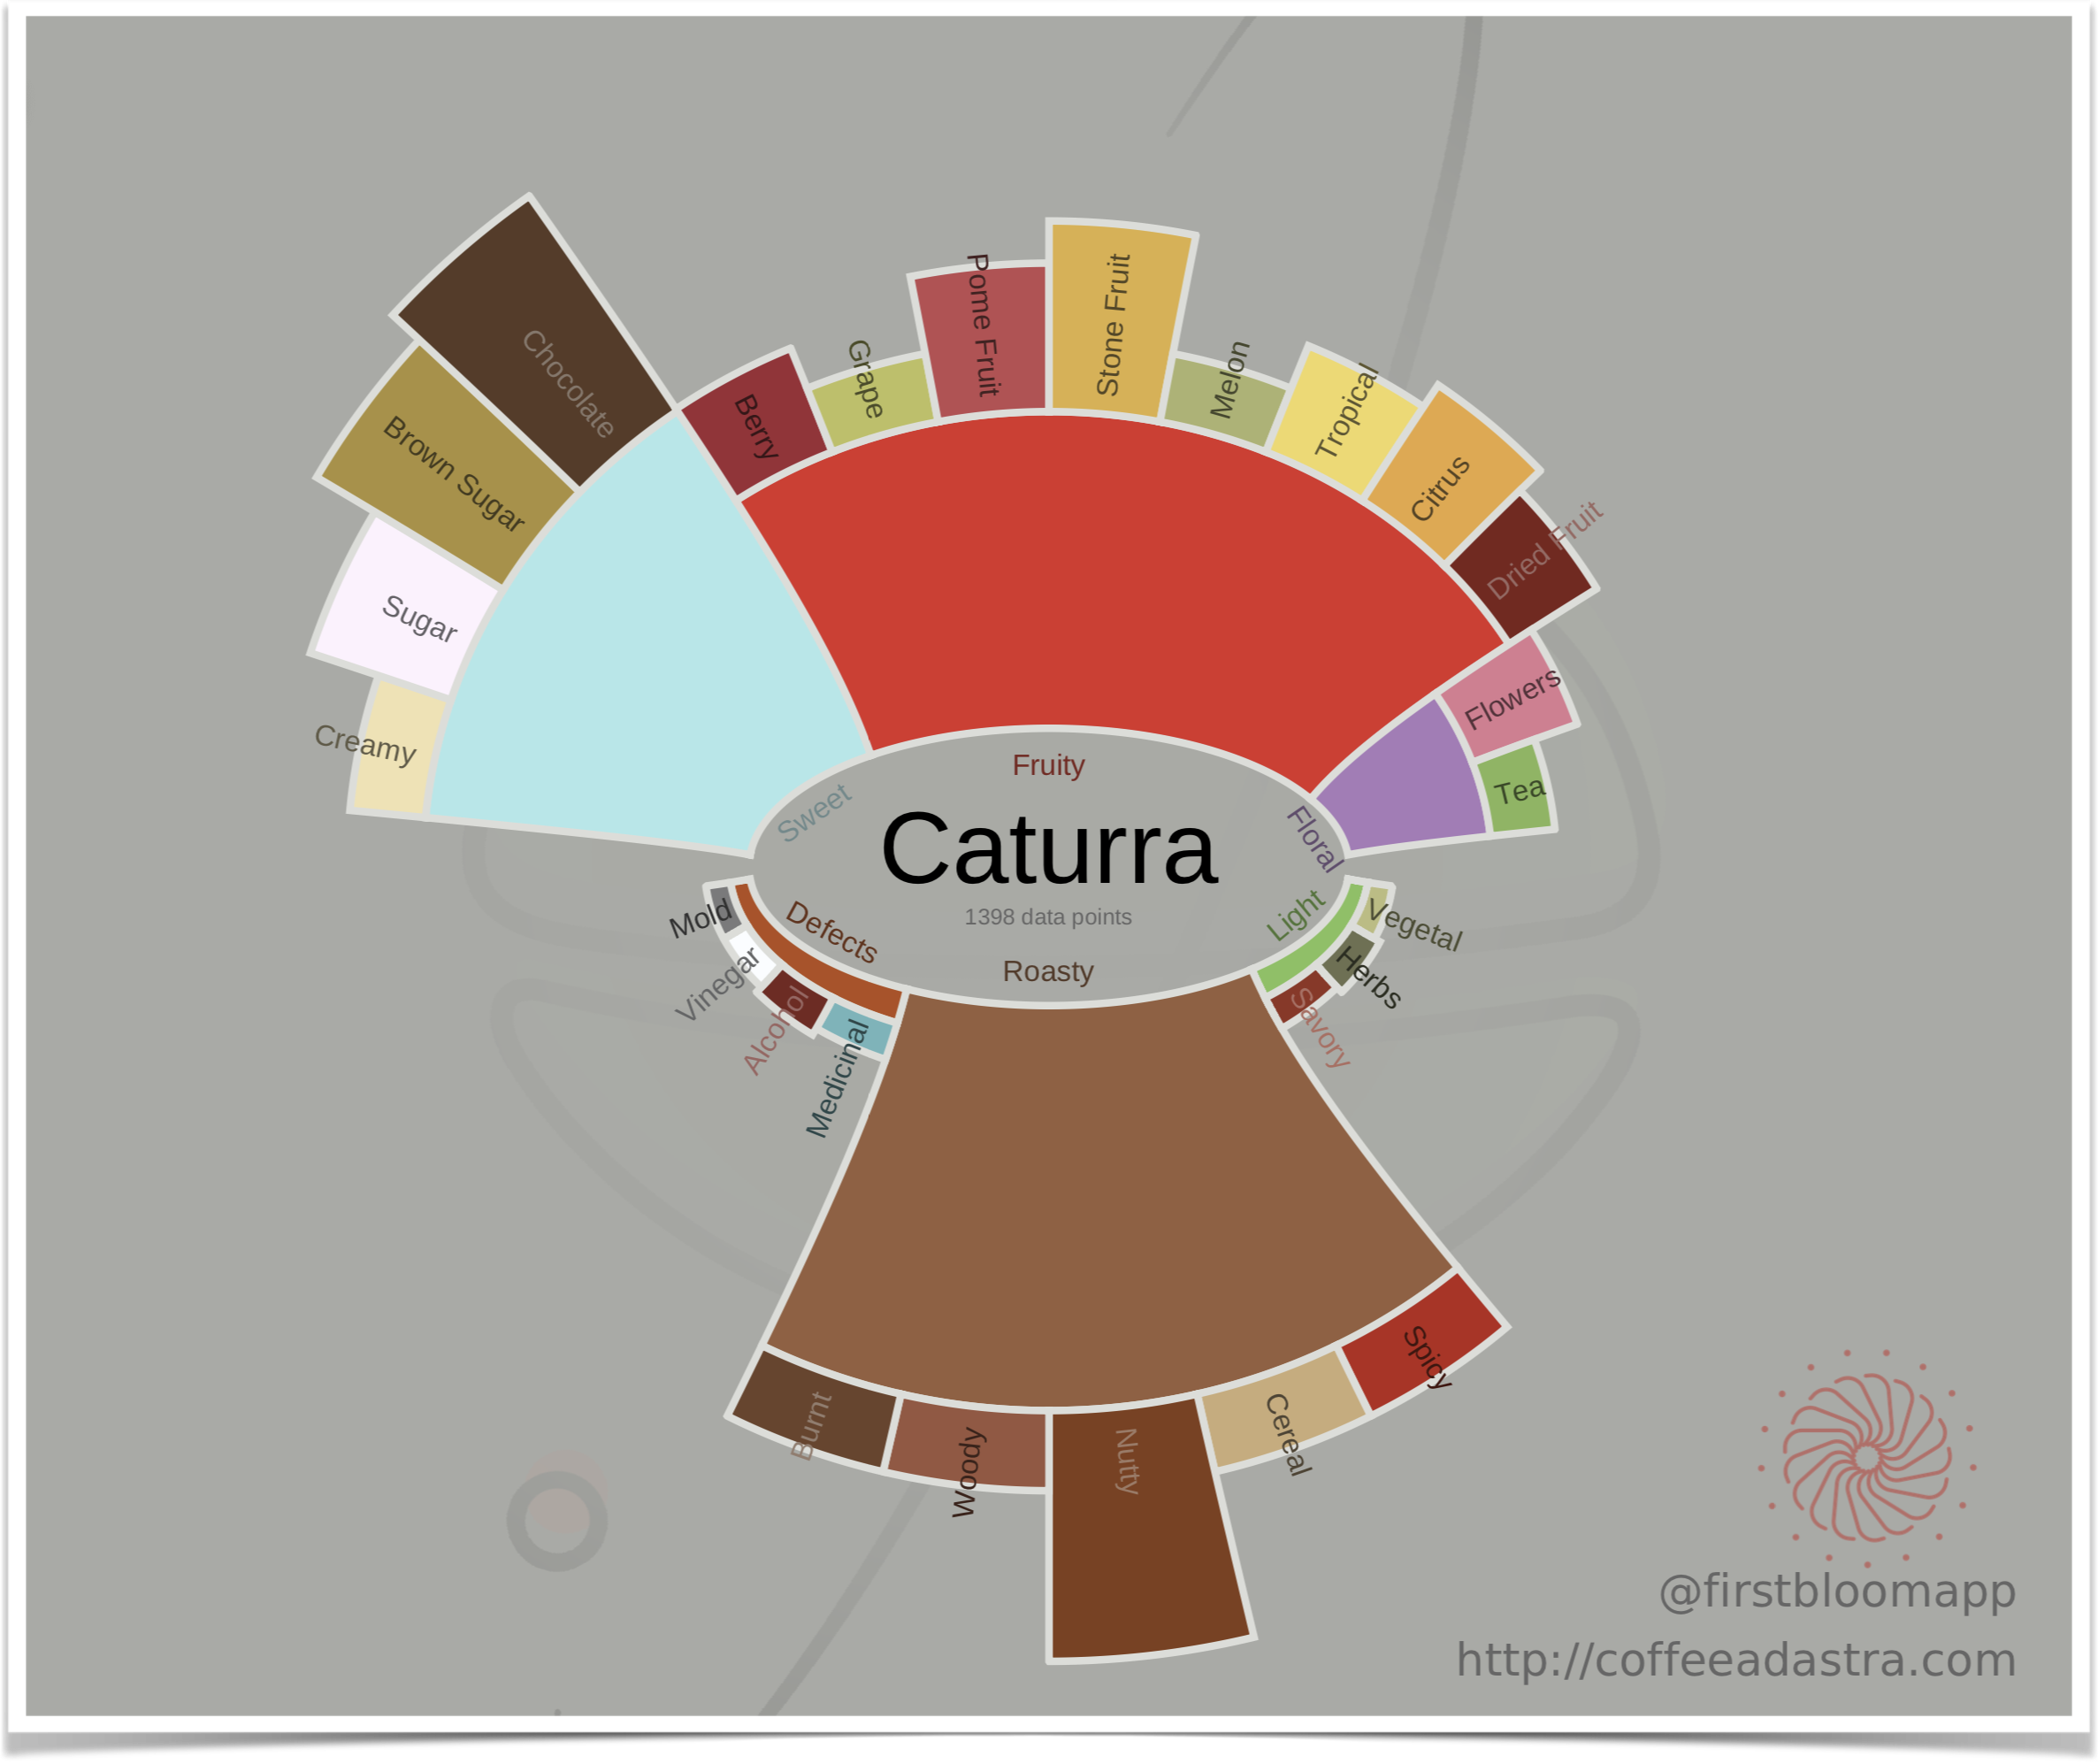 Chocolate
Brown Sugar
Sugar
Creamy
Berry
Grape
Pome Fruit
Stone Fruit
Melon
Tropical
Citrus
Dried Fruit
Flowers
Tea
Sweet
Fruity
Floral
Caturra
1398 data points
Defects
Roasty
Light
Mold
Vinegar
Alcohol
Medicinal
Vegetal
Herbs
Savory
Burnt
Woody
Nutty
Cereal
Spicy
@firstbloomapp
http://coffeeadastra.com